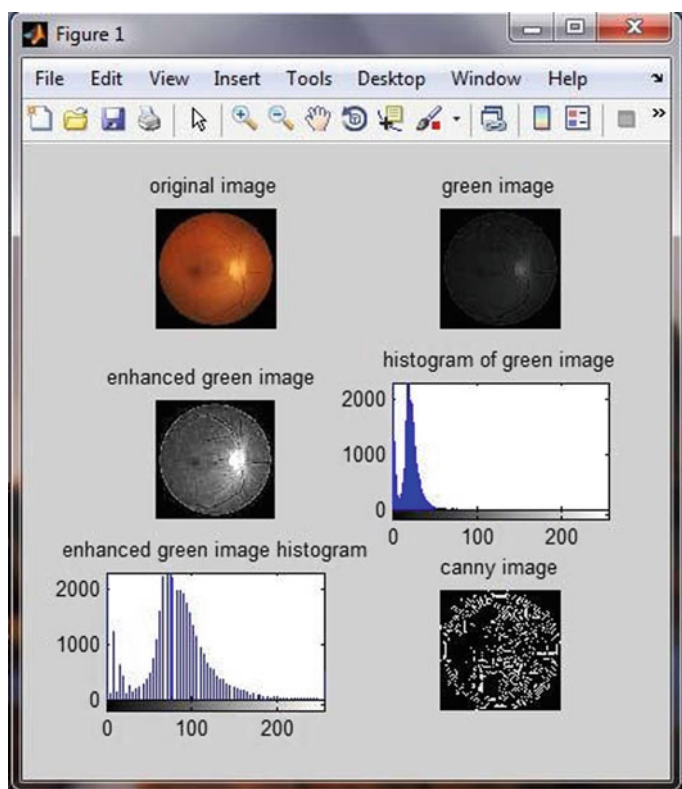 Figure 1
File Edit View Insert Tools Desktop Window Help
original image
green image
enhanced green image
histogram of green image
2000
1000
0
0 100 200
enhanced green image histogram
2000
1000
0
0 100 200
canny image